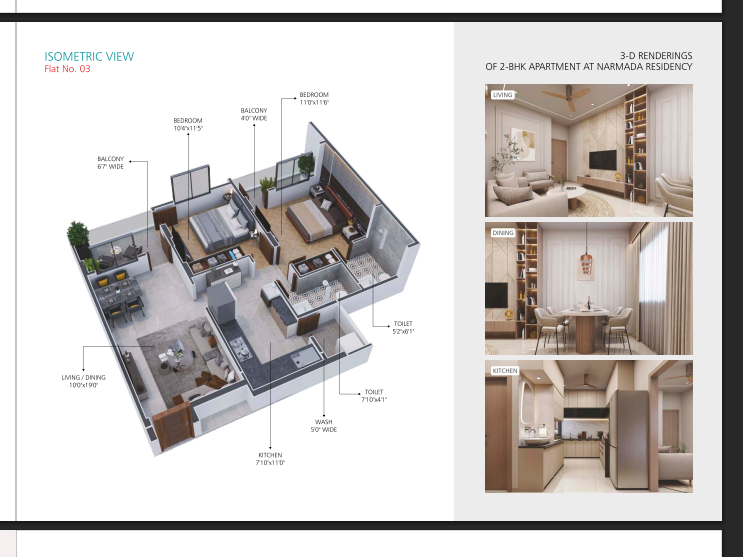 ISOMETRIC VIEW
Flat No. 03
BEDROOM
11'0"x11'6"
BALCONY
4'0" WIDE
BEDROOM
10'4"x11'5"
BALCONY
6'7" WIDE
TOILET
5'2"x6'1"
LIVING / DINING
10'0"x19'0"
TOILET
7'10"x4'1"
WASH
5'0" WIDE
KITCHEN
7'10"x11'0"
3-D RENDERINGS
OF 2-BHK APARTMENT AT NARMADA RESIDENCY
LIVING
DINING
KITCHEN